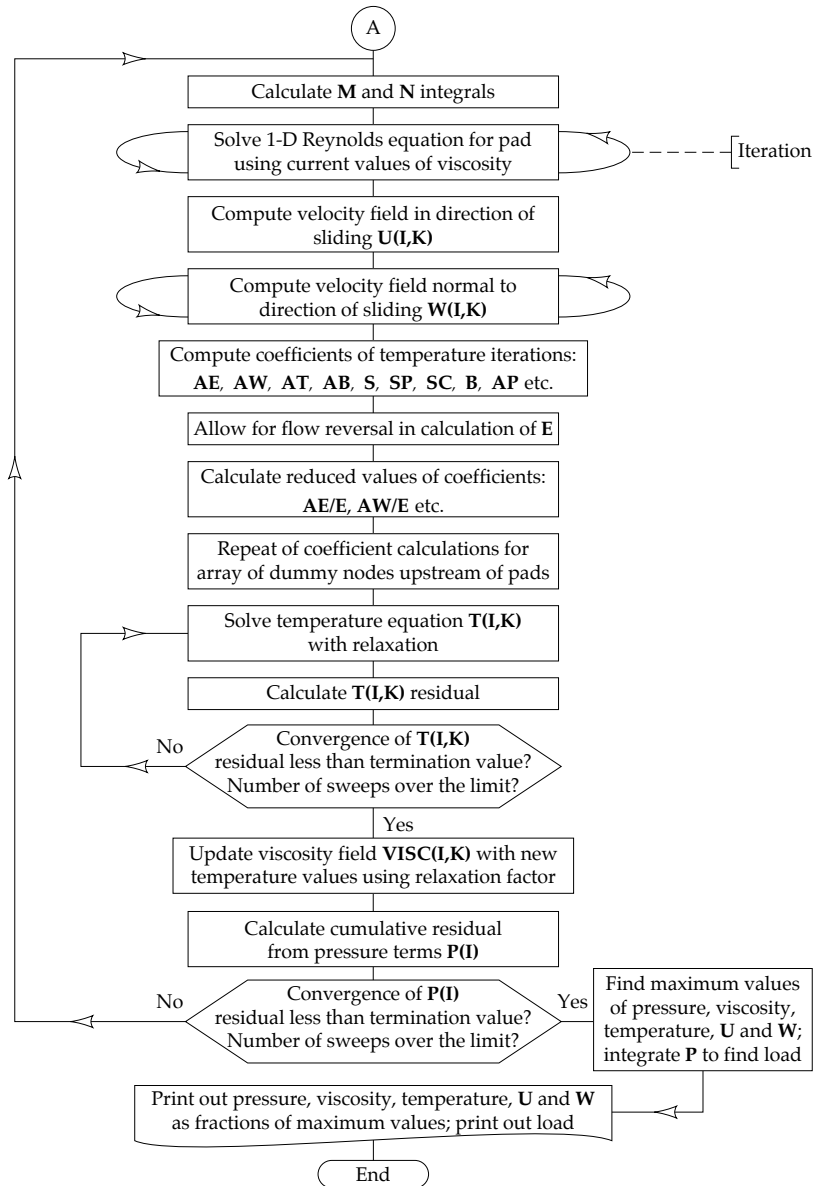 A
Calculate M and N integrals
Solve 1-D Reynolds equation for pad
using current values of viscosity
Iteration
Compute velocity field in direction of
sliding U(I,K)
Compute velocity field normal to
direction of sliding W(I,K)
Compute coefficients of temperature iterations:
AE, AW, AT, AB, S, SP, SC, B, AP etc.
Allow for flow reversal in calculation of E
Calculate reduced values of coefficients:
AE/E, AW/E etc.
Repeat of coefficient calculations for
array of dummy nodes upstream of pads
Solve temperature equation T(I,K)
with relaxation
Calculate T(I,K) residual
No
Convergence of T(I,K)
residual less than termination value?
Number of sweeps over the limit?
Yes
Update viscosity field VISC(I,K) with new
temperature values using relaxation factor
Calculate cumulative residual
from pressure terms P(I)
No
Convergence of P(I)
residual less than termination value?
Number of sweeps over the limit?
Yes
Find maximum values
of pressure, viscosity,
temperature, U and W;
integrate P to find load
Print out pressure, viscosity, temperature, U and W
as fractions of maximum values; print out load
End